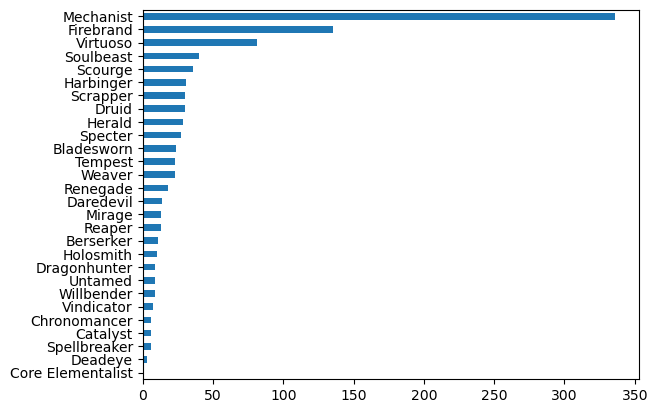 Mechanist
Firebrand
Virtuoso
Soulbeast
Scourge
Harbinger
Scrapper
Druid
Herald
Specter
Bladesworn
Tempest
Weaver
Renegade
Daredevil
Mirage
Reaper
Berserker
Holosmith
Dragonhunter
Untamed
Willbender
Vindicator
Chronomancer
Catalyst
Spellbreaker
Deadeye
Core Elementalist
0 50 100 150 200 250 300 350